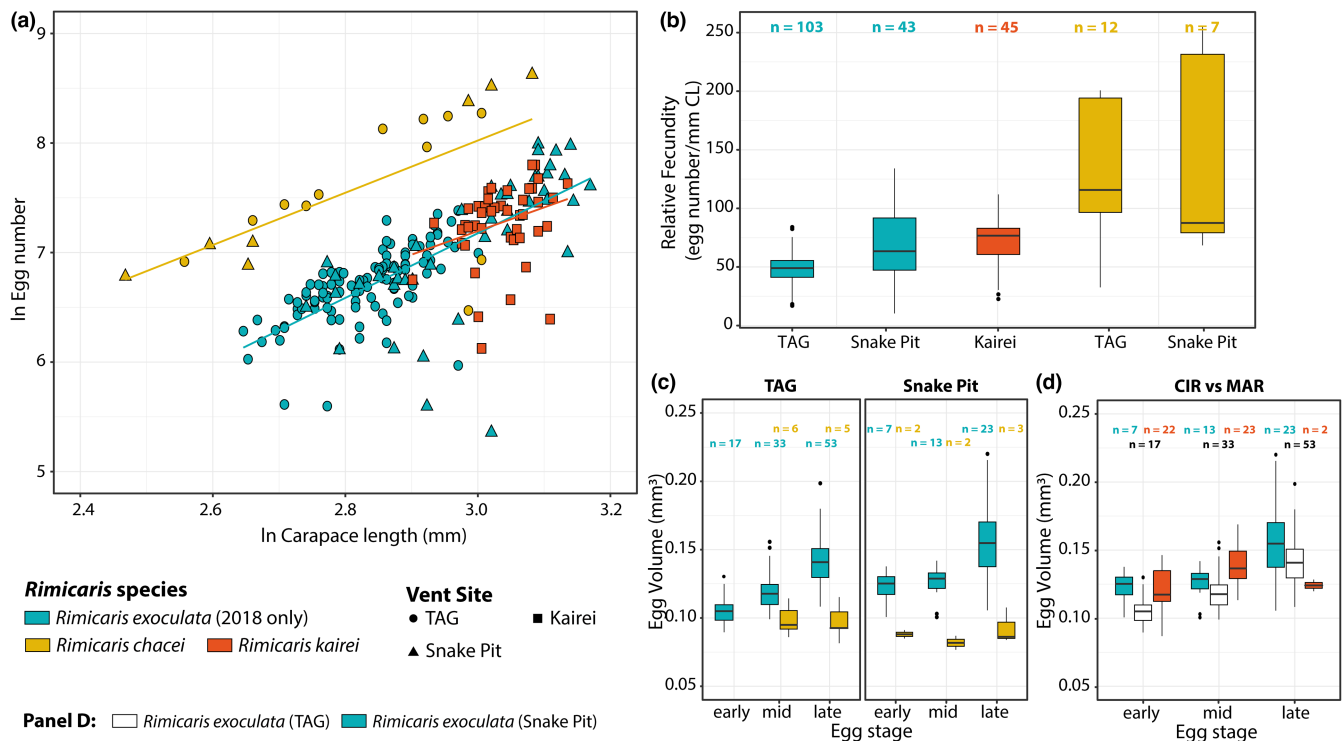 (a)
9
8
7
6
5
ln Egg number
2.4 2.6 2.8 3.0 3.2
ln Carapace length (mm)
(b)
n = 103 n = 43 n = 45 n = 12 n = 7
250
200
150
100
50
0
Relative Fecundity
(egg number/mm CL)
TAG Snake Pit Kairei TAG Snake Pit
(c)
TAG Snake Pit
0.25
0.20
0.15
0.10
0.05
Egg Volume (mm³)
n = 6 n = 5
n = 17 n = 33 n = 53
n = 7 n = 2 n = 23 n = 3
n = 13 n = 2
early mid late early mid late
Egg stage
(d)
CIR vs MAR
0.25
0.20
0.15
0.10
0.05
Egg Volume (mm³)
n = 7 n = 22 n = 13 n = 23 n = 23 n = 2
n = 17 n = 33 n = 53
early mid late
Egg stage
Rimicaris species
Rimicaris exoculata (2018 only)
Rimicaris chacei Rimicaris kairei
Vent Site
TAG Kairei
Snake Pit
Panel D: Rimicaris exoculata (TAG) Rimicaris exoculata (Snake Pit)